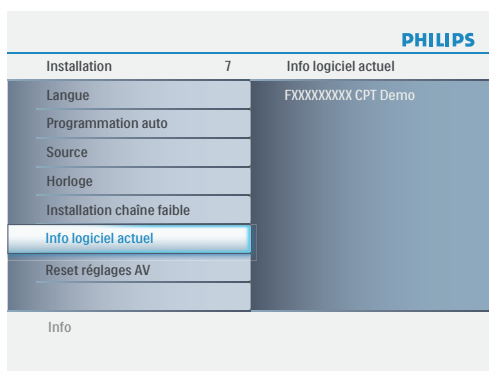 PHILIPS
Installation 7 Info logiciel actuel
Langue FXXXXXXXXX CPT Demo
Programmation auto
Source
Horloge
Installation chaîne faible
Info logiciel actuel
Reset réglages AV
Info